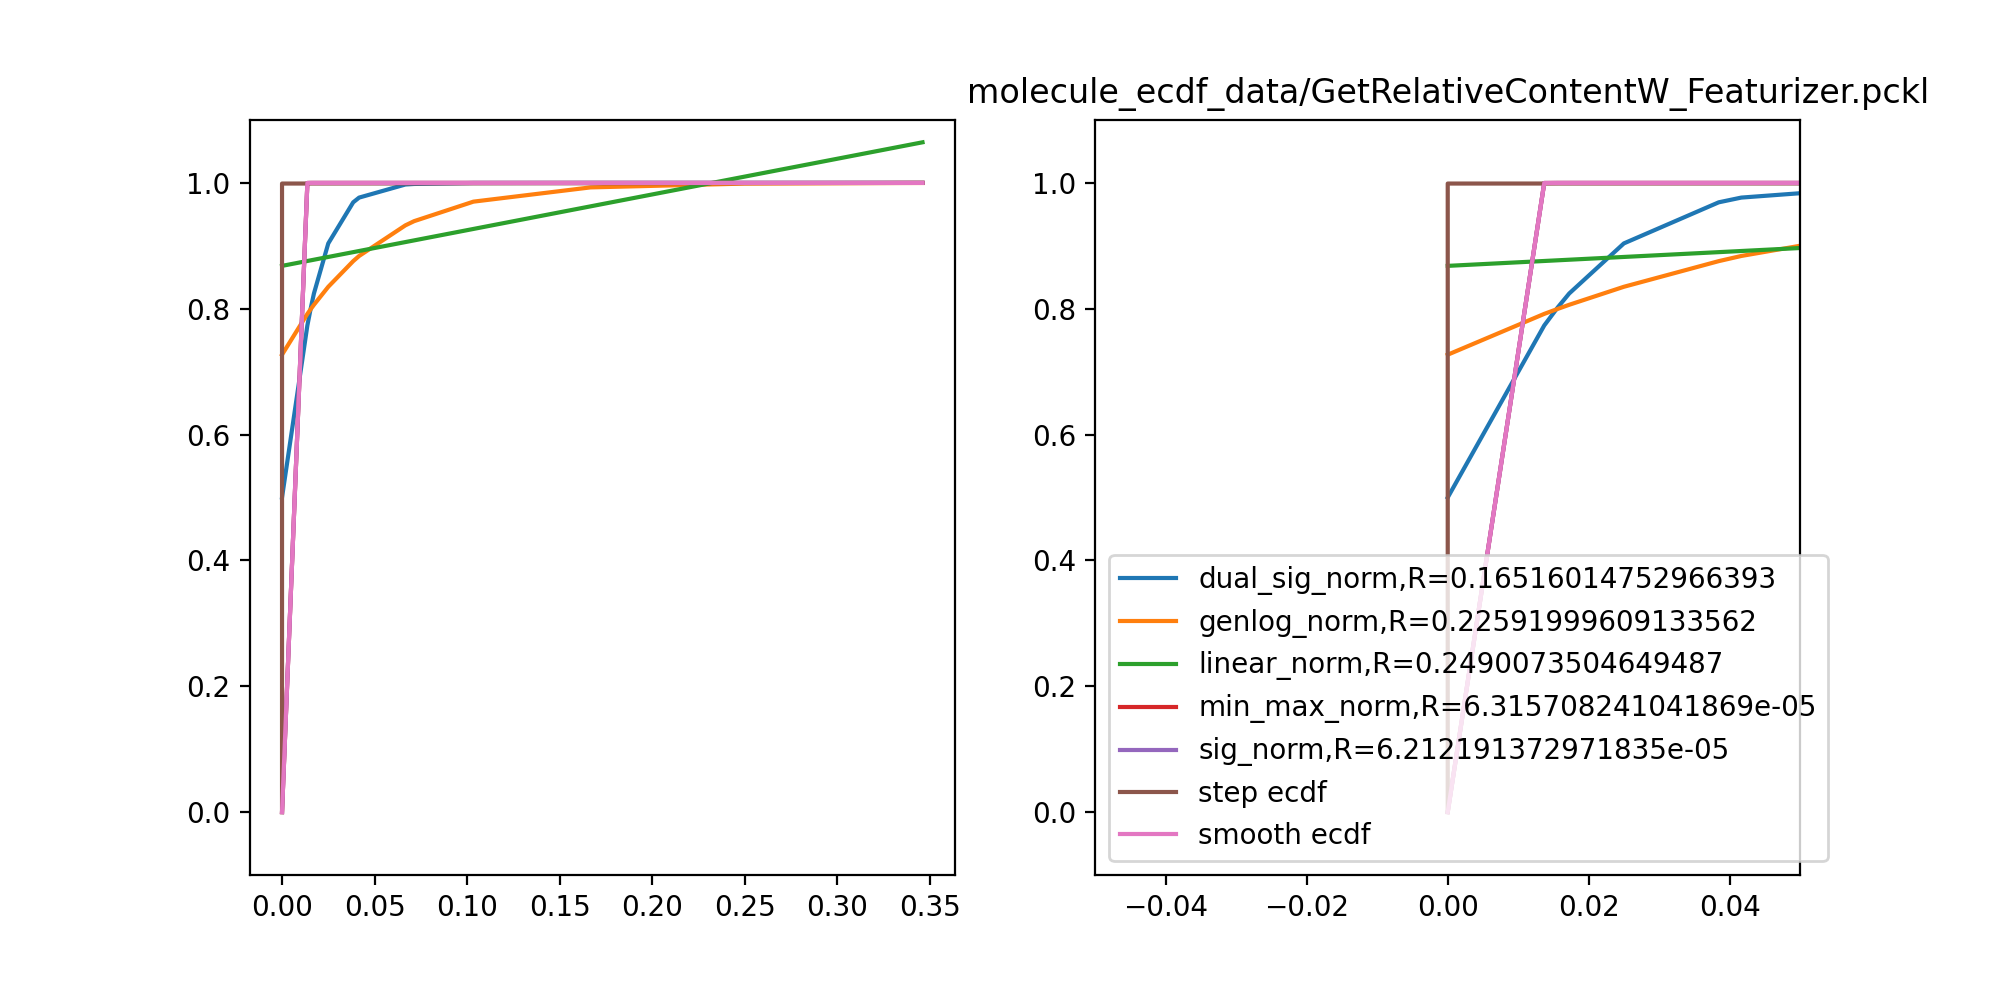 molecule_ecdf_data/GetRelativeContentW_Featurizer.pckl
1.0
0.8
0.6
0.4
0.2
0.0
0.00 0.05 0.10 0.15 0.20 0.25 0.30 0.35
1.0
0.8
0.6
0.4
0.2
0.0
dual_sig_norm,R=0.16516014752966393
genlog_norm,R=0.22591999609133562
linear_norm,R=0.2490073504649487
min_max_norm,R=6.315708241041869e-05
sig_norm,R=6.212191372971835e-05
step ecdf
smooth ecdf
−0.04 −0.02 0.00 0.02 0.04